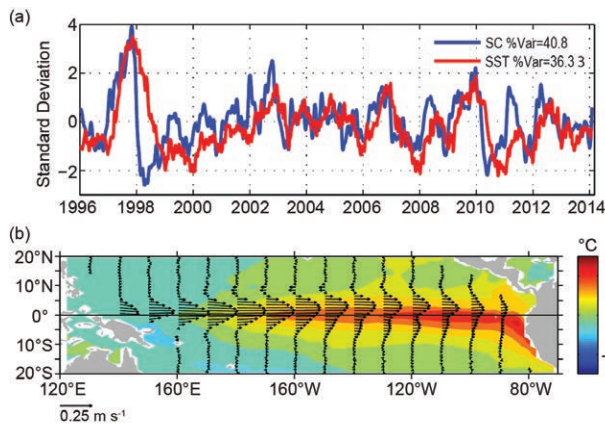 (a)
4
2
0
−2
Standard Deviation
SC %Var=40.8
SST %Var=36.3 3
1996 1998 2000 2002 2004 2006 2008 2010 2012 2014
(b)
°C
20°N
10°N
0°
10°S
20°S
120°E 160°E 160°W 120°W 80°W
0.25 m s⁻¹